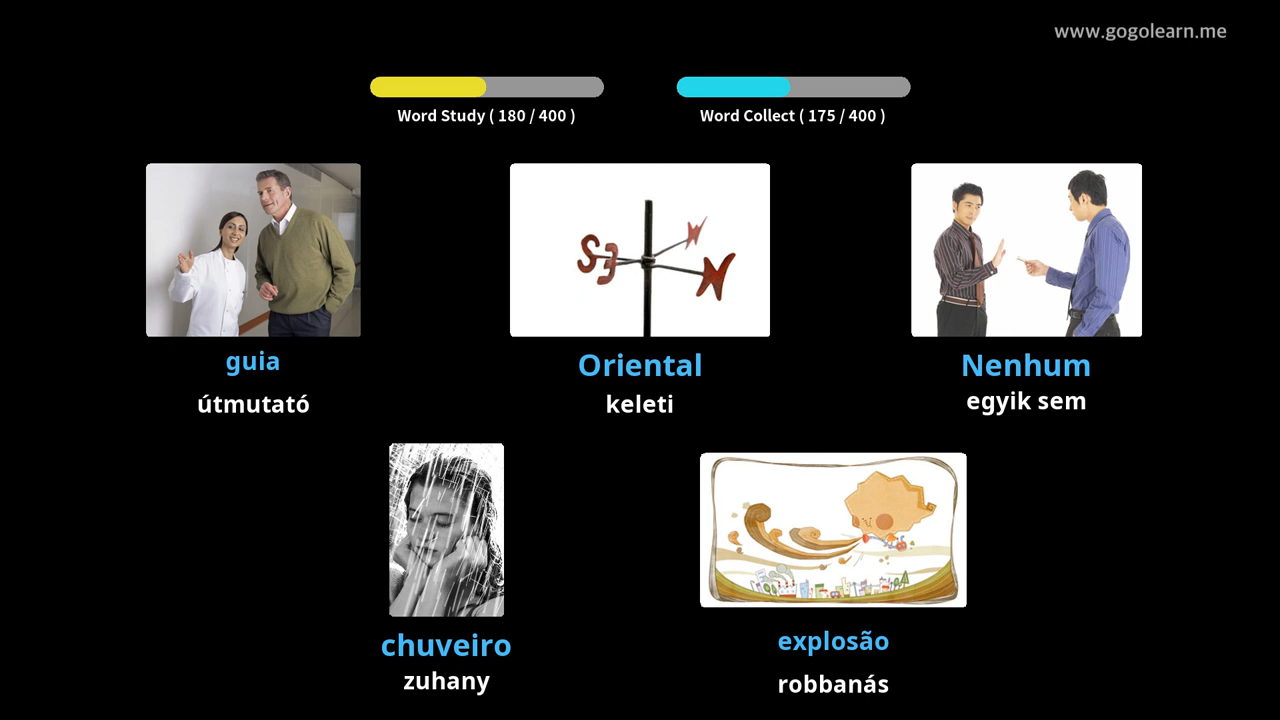 www.gogolearn.me
Word Study ( 180 / 400 )
Word Collect ( 175 / 400 )
S
E
N
W
guia
útmutató
Oriental
keleti
Nenhum
egyik sem
chuveiro
zuhany
explosão
robbanás